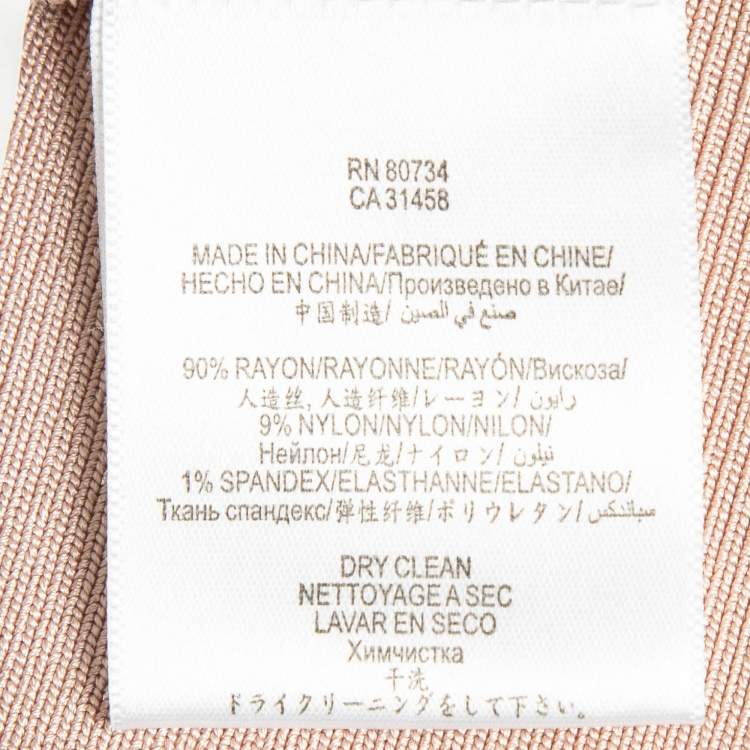 RN 80734
CA 31458
MADE IN CHINA/FABRIQUÉ EN CHINE/
HECHO EN CHINA/Произведено в Китае/
中国制造/ صنع في الصين
90% RAYON/RAYONNE/RAYÓN/Вискоза/
人造丝, 人造纤维/レーヨン/ رايون/
9% NYLON/NYLON/NILON/
Нейлон/尼龙/ナイロン/ نيلون/
1% SPANDEX/ELASTHANNE/ELASTANO/
Ткань спандекс/弹性纤维/ポリウレタン/ سباندكس
DRY CLEAN
NETTOYAGE A SEC
LAVAR EN SECO
Химчистка
干洗
ドライクリーニングをして下さい。